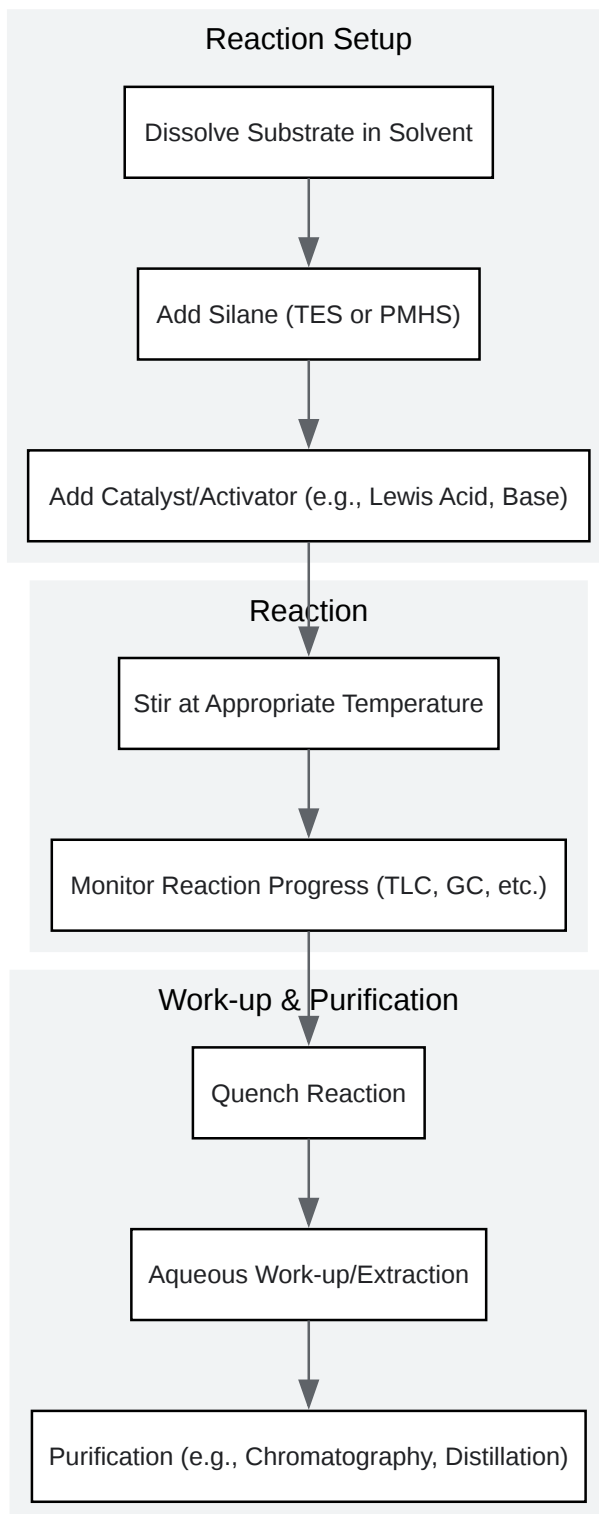 Reaction Setup
Dissolve Substrate in Solvent
Add Silane (TES or PMHS)
Add Catalyst/Activator (e.g., Lewis Acid, Base)
Reaction
Stir at Appropriate Temperature
Monitor Reaction Progress (TLC, GC, etc.)
Work-up & Purification
Quench Reaction
Aqueous Work-up/Extraction
Purification (e.g., Chromatography, Distillation)